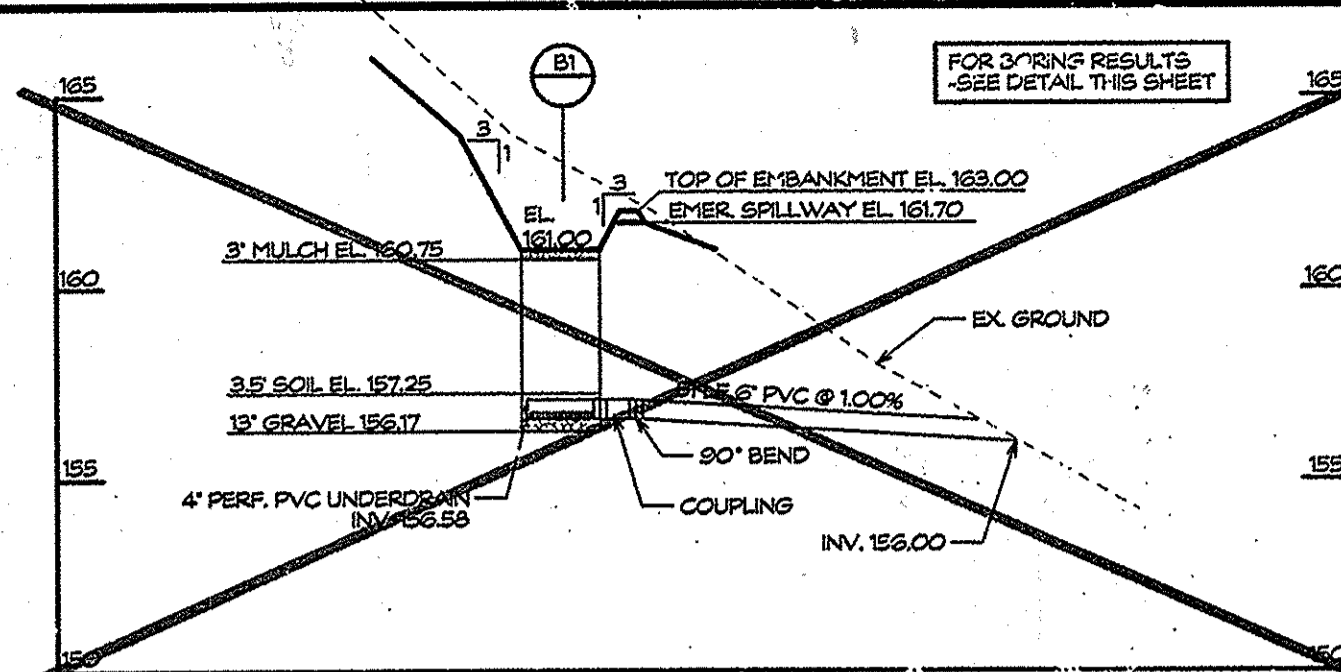 B1
FOR BORING RESULTS
~SEE DETAIL THIS SHEET
165
165
3
1
3
1
TOP OF EMBANKMENT EL. 163.00
EMER. SPILLWAY EL. 161.70
EL.
161.00
3" MULCH EL. 160.75
160
160
EX. GROUND
3.5' SOIL EL. 157.25
6" PVC @ 1.00%
13" GRAVEL 156.17
90° BEND
155
155
4" PERF. PVC UNDERDRAIN
INV. 156.58
COUPLING
INV. 156.00
150
150